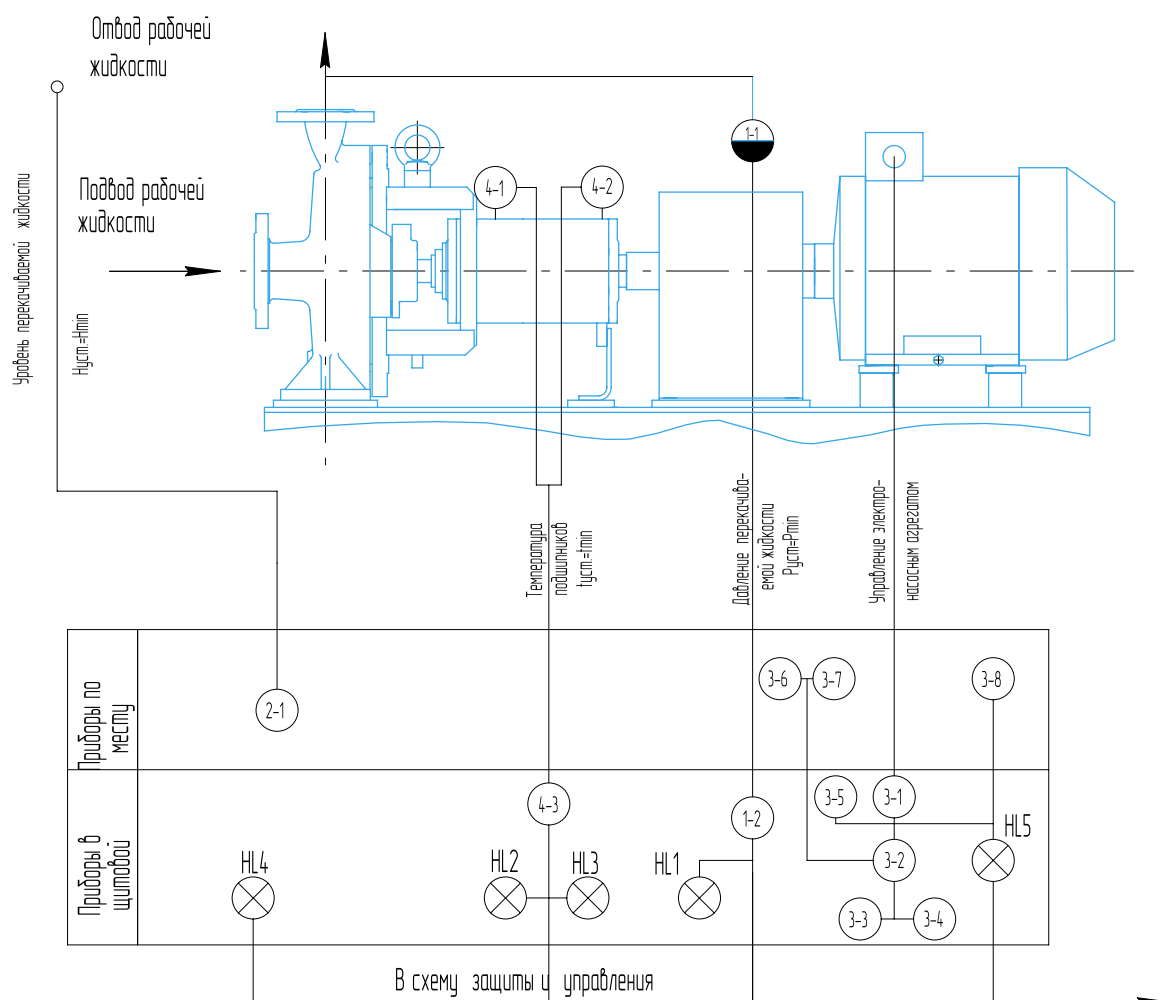 Отвод рабочей
жидкости
Подвод рабочей
жидкости
Уровень перекачиваемой жидкости
Hуст.=Hmin
1-1
4-1
4-2
Температура
подшипников
tуст.=tmin
Давление перекачива-
емой жидкости
Руст=Pmin
Управление электро-
насосным агрегатом
Приборы по
месту
2-1
3-6
3-7
3-8
Приборы в
щитовой
4-3
1-2
3-5
3-1
3-2
3-3
3-4
HL4
HL2
HL3
HL1
HL5
В схему защиты и управления